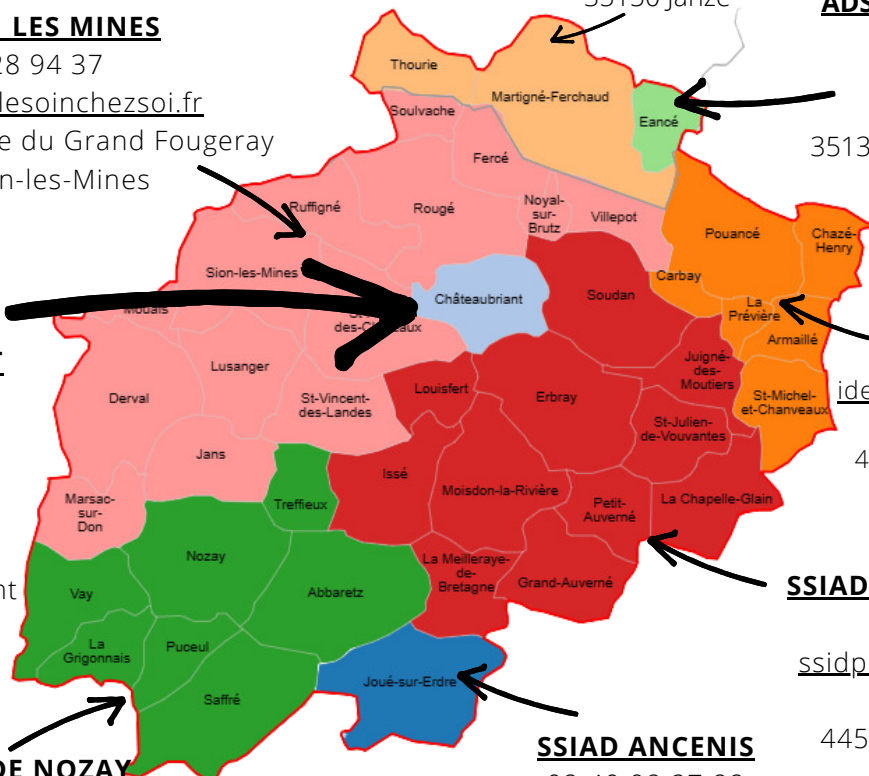 35150 Janzé
LES MINES
28 94 37
desoinchezsoi.fr
e du Grand Fougeray
n-les-Mines
ADS
3513
Thourie
Martigné-Ferchaud
Eancé
Soulvache
Fercé
Ruffigné
Rougé
Noyal-
sur-
Brutz
Villepot
Pouancé
Chazé-
Henry
Sion-les-Mines
Carbay
Châteaubriant
Soudan
La
Prévière
Mouais
des-C
aux
Armaillé
Lusanger
Juigné-
des-
Moutiers
Derval
St-Vincent-
des-Landes
Louisfert
Erbray
St-Michel-
et-Chanveaux
ide
St-Julien-
de-Vouvantes
Jans
Issé
4
Marsac-
sur-
Don
Treffieux
Moisdon-la-Rivière
Petit-
Auverné
La Chapelle-Glain
Nozay
La Meilleraye-
de-
Bretagne
Grand-Auverné
nt
Vay
Abbaretz
SSIAD
La
Grigonnais
Puceul
ssidp
Saffré
Joué-sur-Erdre
445
SSIAD ANCENIS
DE NOZAY